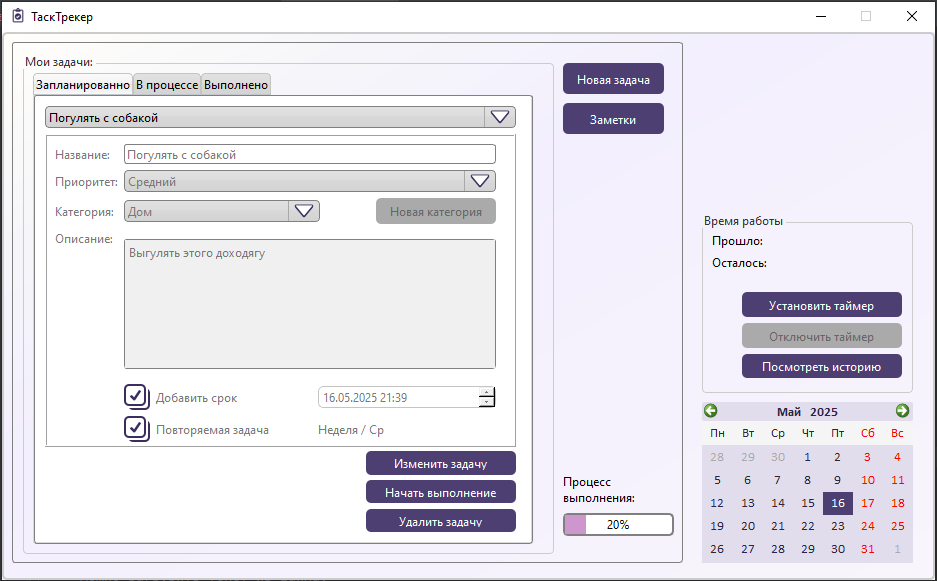 ТаскТрекер
Мои задачи:
Запланированно В процессе Выполнено
Погулять с собакой
Название: Погулять с собакой
Приоритет: Средний
Категория: Дом Новая категория
Описание: Выгулять этого доходягу
Добавить срок 16.05.2025 21:39
Повторяемая задача Неделя / Ср
Изменить задачу
Начать выполнение
Удалить задачу
Новая задача
Заметки
Процесс
выполнения:
20%
Время работы
Прошло:
Осталось:
Установить таймер
Отключить таймер
Посмотреть историю
Май 2025
Пн Вт Ср Чт Пт Сб Вс
28 29 30 1 2 3 4
5 6 7 8 9 10 11
12 13 14 15 16 17 18
19 20 21 22 23 24 25
26 27 28 29 30 31 1